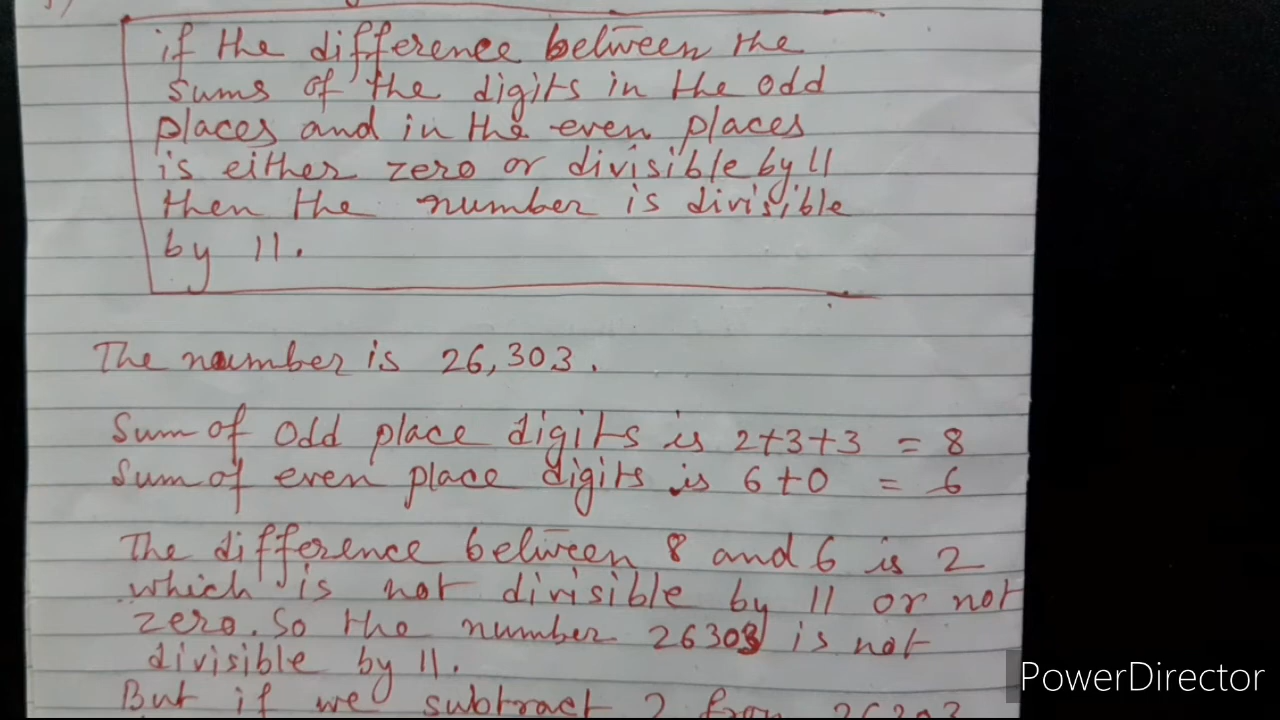 if the difference between the
sums of the digits in the odd
places and in the even places
is either zero or divisible by 11
then the number is divisible
by 11.
The number is 26,303.
Sum of odd place digits is 2+3+3 = 8
Sum of even place digits is 6+0 = 6
The difference between 8 and 6 is 2
which is not divisible by 11 or not
zero. So the number 26303 is not
divisible by 11.
But if we subtract 2 from 26303
PowerDirector